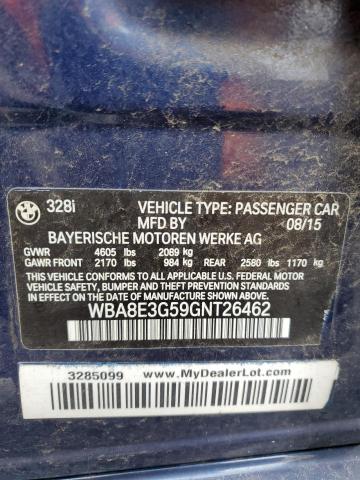 328i VEHICLE TYPE: PASSENGER CAR
MFD BY 08/15
BAYERISCHE MOTOREN WERKE AG
GVWR 4605 lbs 2089 kg
GAWR FRONT 2170 lbs 984 kg REAR 2580 lbs 1170 kg
THIS VEHICLE CONFORMS TO ALL APPLICABLE U.S. FEDERAL MOTOR
VEHICLE SAFETY, BUMPER, AND THEFT PREVENTION STANDARDS
IN EFFECT ON THE DATE OF MANUFACTURE SHOWN ABOVE.
WBA8E3G59GNT26462
3285099 www.MyDealerLot.com